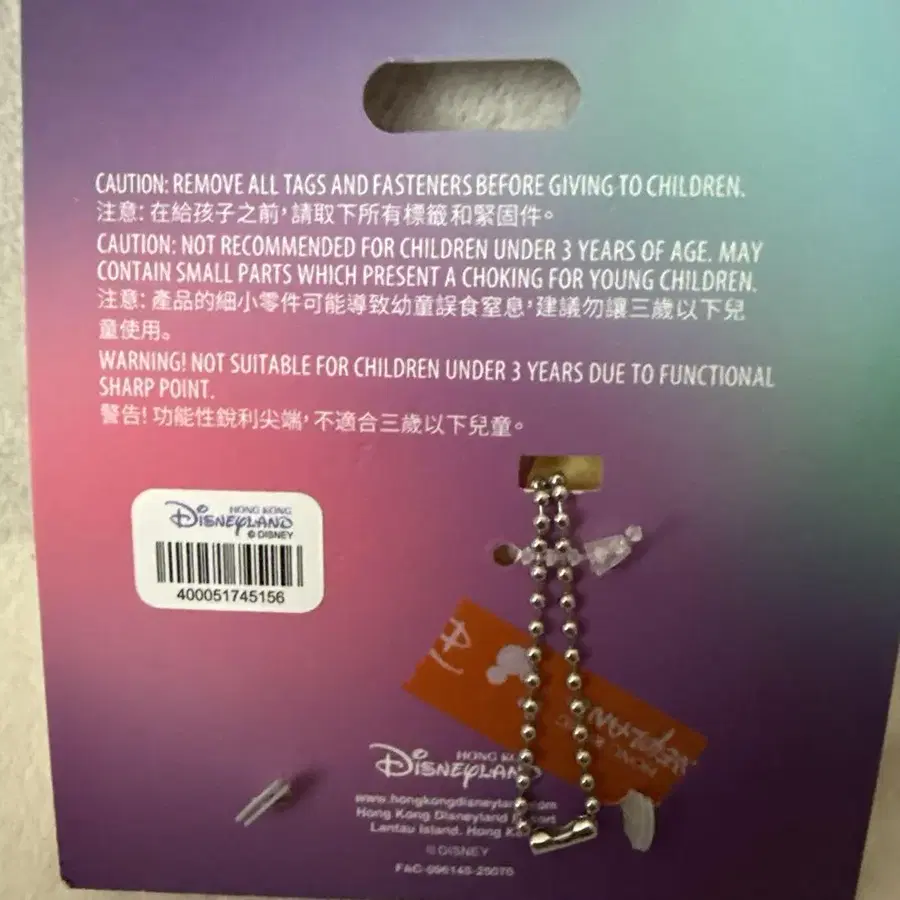 CAUTION: REMOVE ALL TAGS AND FASTENERS BEFORE GIVING TO CHILDREN.
注意: 在給孩子之前,請取下所有標籤和緊固件。
CAUTION: NOT RECOMMENDED FOR CHILDREN UNDER 3 YEARS OF AGE. MAY
CONTAIN SMALL PARTS WHICH PRESENT A CHOKING FOR YOUNG CHILDREN.
注意: 產品的細小零件可能導致幼童誤食窒息,建議勿讓三歲以下兒
童使用。
WARNING! NOT SUITABLE FOR CHILDREN UNDER 3 YEARS DUE TO FUNCTIONAL
SHARP POINT.
警告! 功能性銳利尖端,不適合三歲以下兒童。
HONG KONG
DISNEYLAND
© DISNEY
400051745156
HONG
DISNEYLAN
www.hongkongdisneyland.com
Hong Kong Disneyland
Lantau Island, Hong
© DISNEY